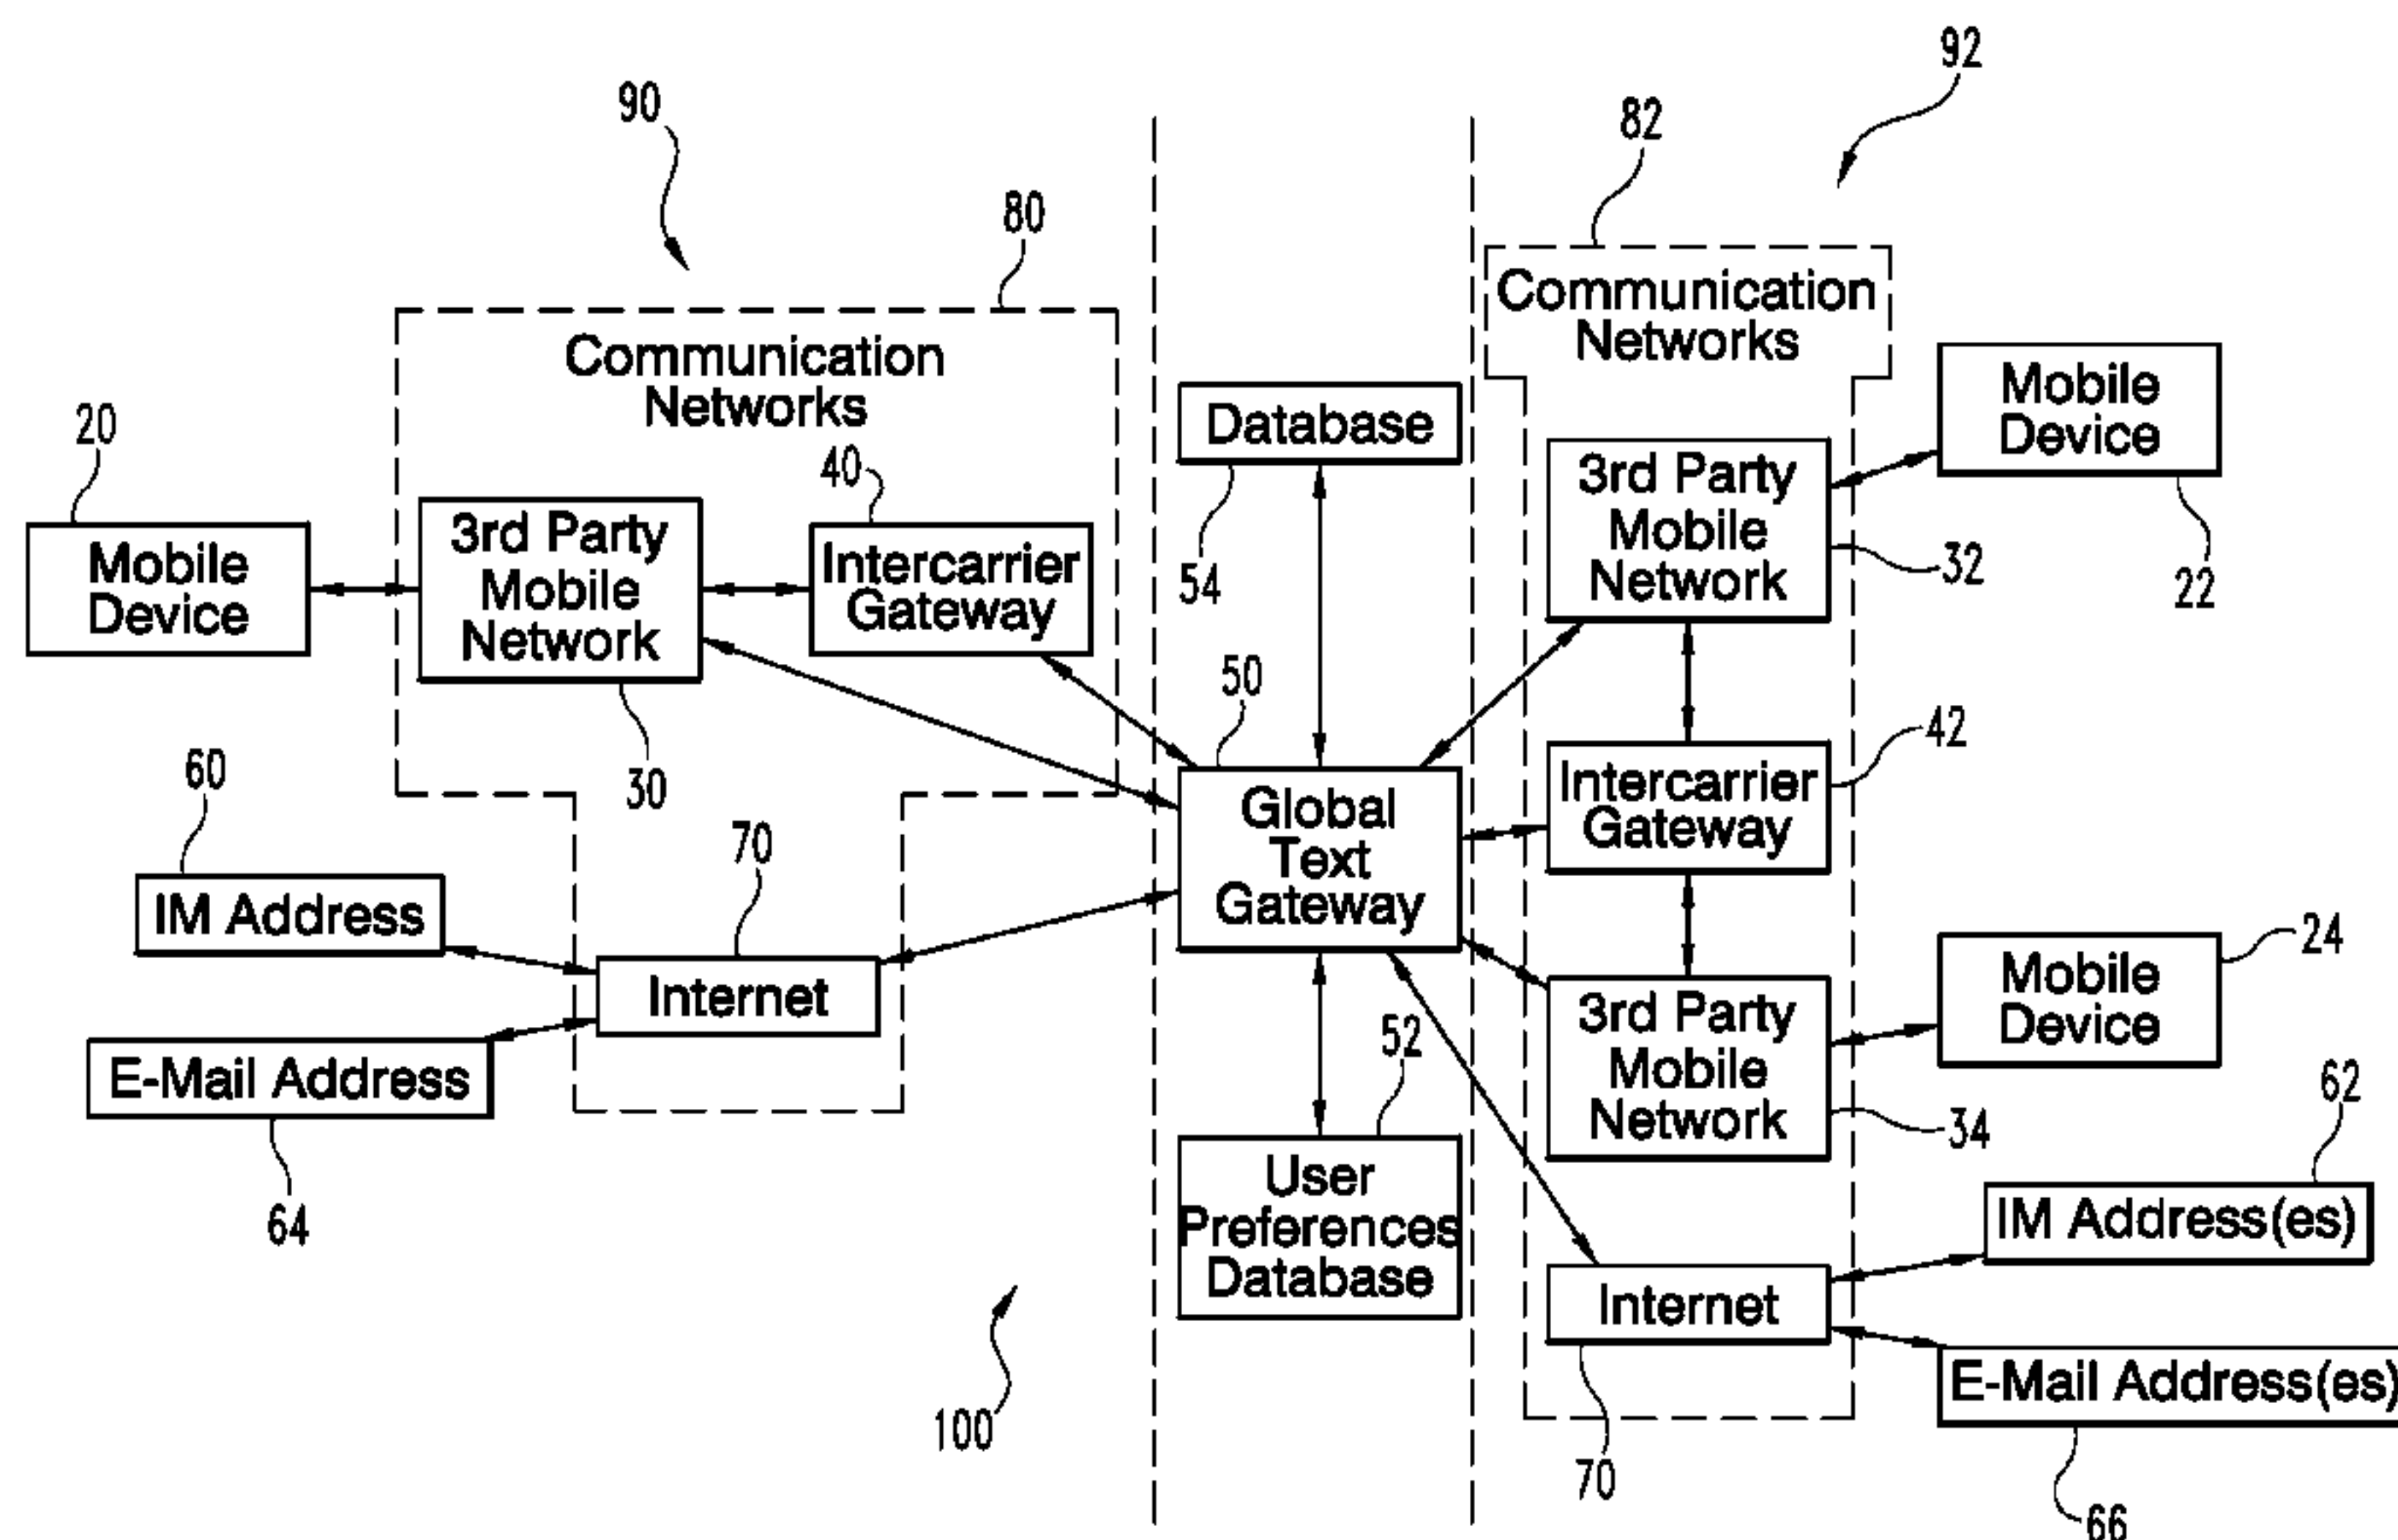 92
90
82
80
Communication
Networks
Communication
Networks
20
40
Database
Mobile
Device
3rd Party
Mobile
Network
Intercarrier
Gateway
54
3rd Party
Mobile
Network
32
22
Mobile
Device
30
50
42
60
70
Global
Text
Gateway
Intercarrier
Gateway
IM Address
Internet
24
Mobile
Device
E-Mail Address
64
52
3rd Party
Mobile
Network
34
62
User
Preferences
Database
IM Address(es)
Internet
E-Mail Address(es)
100
70
66